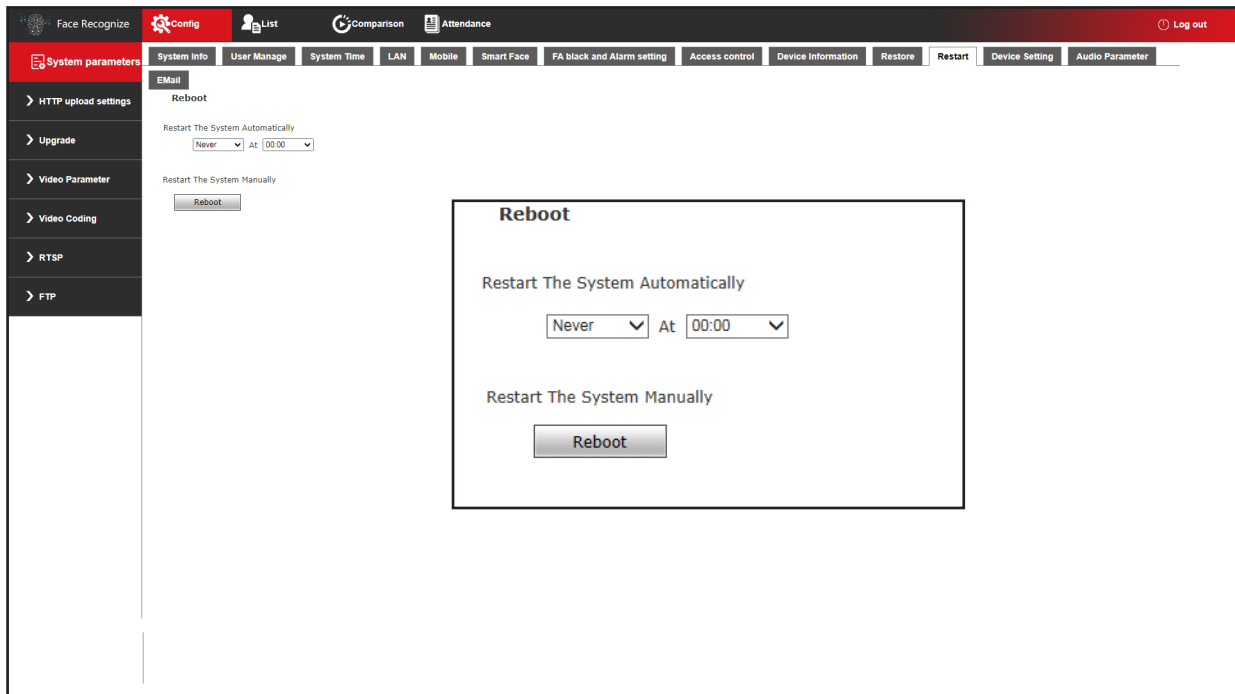 Face Recognize
Config
List
Comparison
Attendance
Log out
System parameters
System Info
User Manage
System Time
LAN
Mobile
Smart Face
FA black and Alarm setting
Access control
Device Information
Restore
Restart
Device Setting
Audio Parameter
EMail
HTTP upload settings
Upgrade
Video Parameter
Video Coding
RTSP
FTP
Reboot
Restart The System Automatically
Never At 00:00
Restart The System Manually
Reboot
Reboot
Restart The System Automatically
Never At 00:00
Restart The System Manually
Reboot